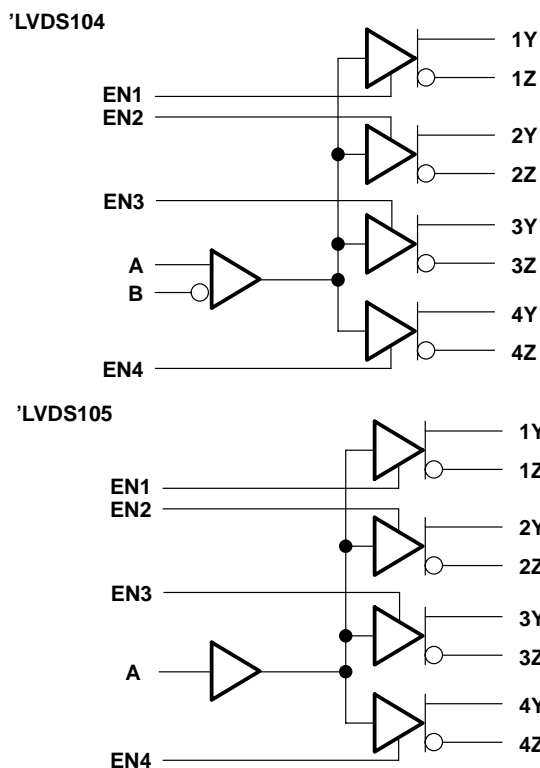 'LVDS104
1Y
1Z
EN1
EN2
2Y
2Z
EN3
3Y
A
3Z
B
4Y
4Z
EN4
'LVDS105
1Y
1Z
EN1
EN2
2Y
2Z
EN3
3Y
3Z
A
4Y
4Z
EN4